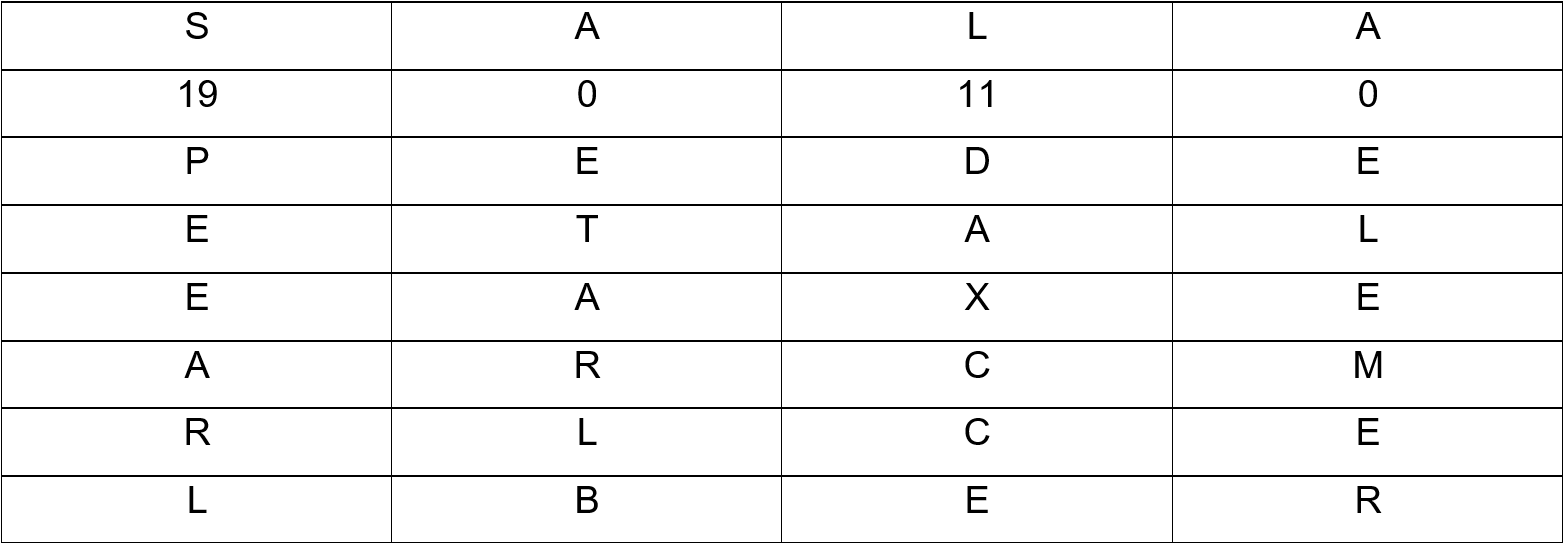 S A L A
19 0 11 0
P E D E
E T A L
E A X E
A R C M
R L C E
L B E R